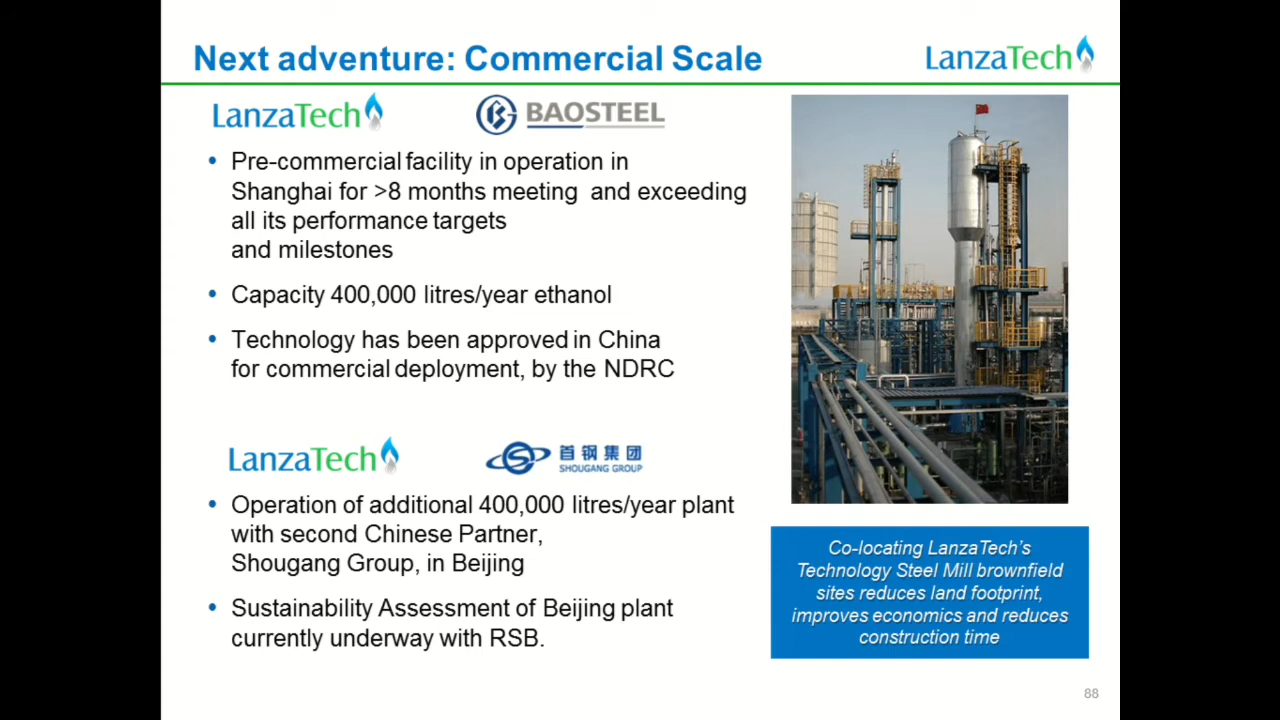 Next adventure: Commercial Scale
LanzaTech
LanzaTech
BAOSTEEL
• Pre-commercial facility in operation in
Shanghai for >8 months meeting and exceeding
all its performance targets
and milestones
• Capacity 400,000 litres/year ethanol
• Technology has been approved in China
for commercial deployment, by the NDRC
LanzaTech
首钢集团
SHOUGANG GROUP
• Operation of additional 400,000 litres/year plant
with second Chinese Partner,
Shougang Group, in Beijing
• Sustainability Assessment of Beijing plant
currently underway with RSB.
Co-locating LanzaTech's
Technology Steel Mill brownfield
sites reduces land footprint,
improves economics and reduces
construction time
88